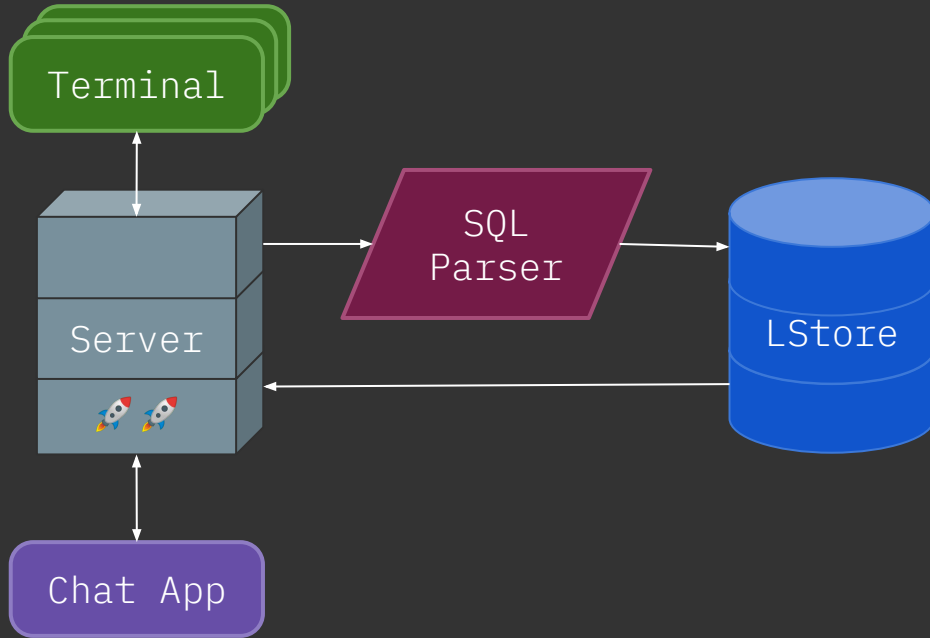 Terminal
SQL
Parser
Server
LStore
Chat App